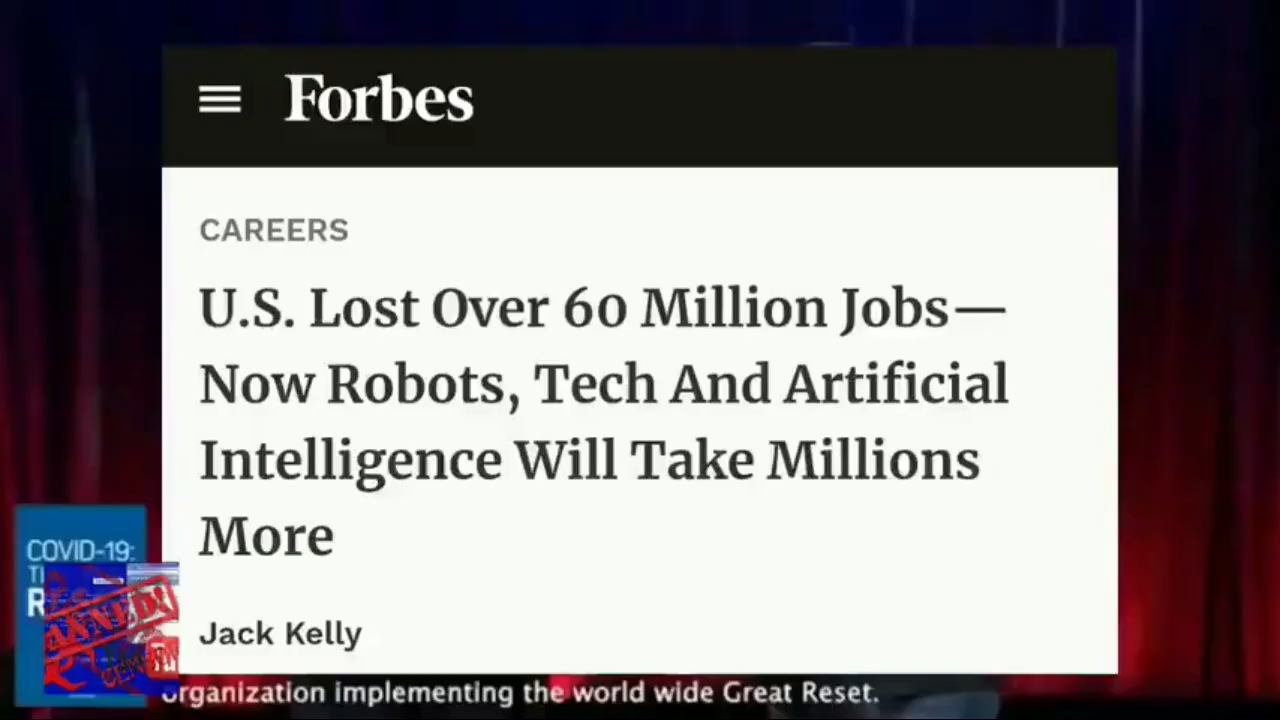 Forbes
CAREERS
U.S. Lost Over 60 Million Jobs—
Now Robots, Tech And Artificial
Intelligence Will Take Millions
More
Jack Kelly
COVID-19:
organization implementing the world wide Great Reset.